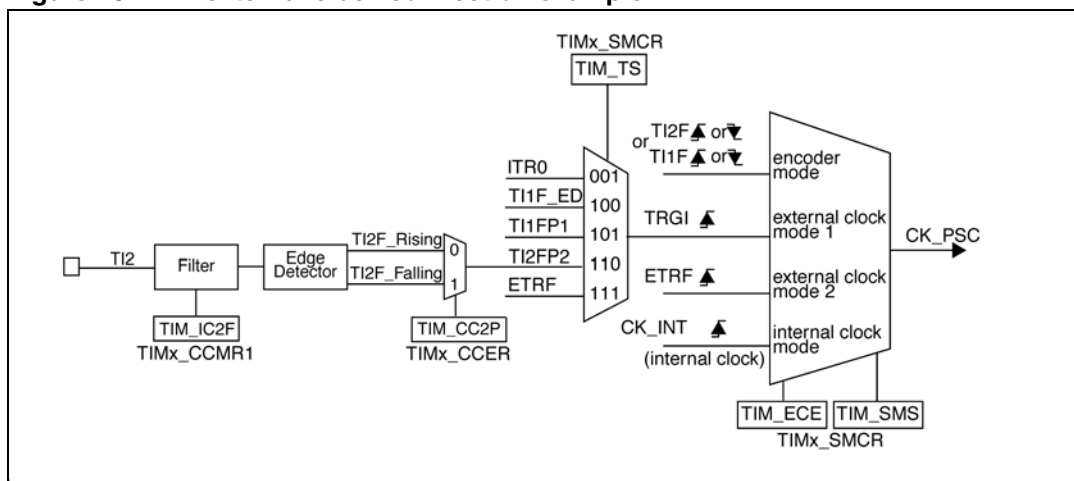 TIMx_SMCR
TIM_TS
or TI2F or
TI1F or
encoder
mode
ITR0
001
TI1F_ED
100
TI1FP1
101
TRGI
external clock
mode 1
CK_PSC
TI2
Filter
Edge
Detector
TI2F_Rising
0
TI2F_Falling
1
TI2FP2
110
ETRF
111
ETRF
external clock
mode 2
CK_INT
(internal clock)
internal clock
mode
TIM_IC2F
TIMx_CCMR1
TIM_CC2P
TIMx_CCER
TIM_ECE
TIM_SMS
TIMx_SMCR